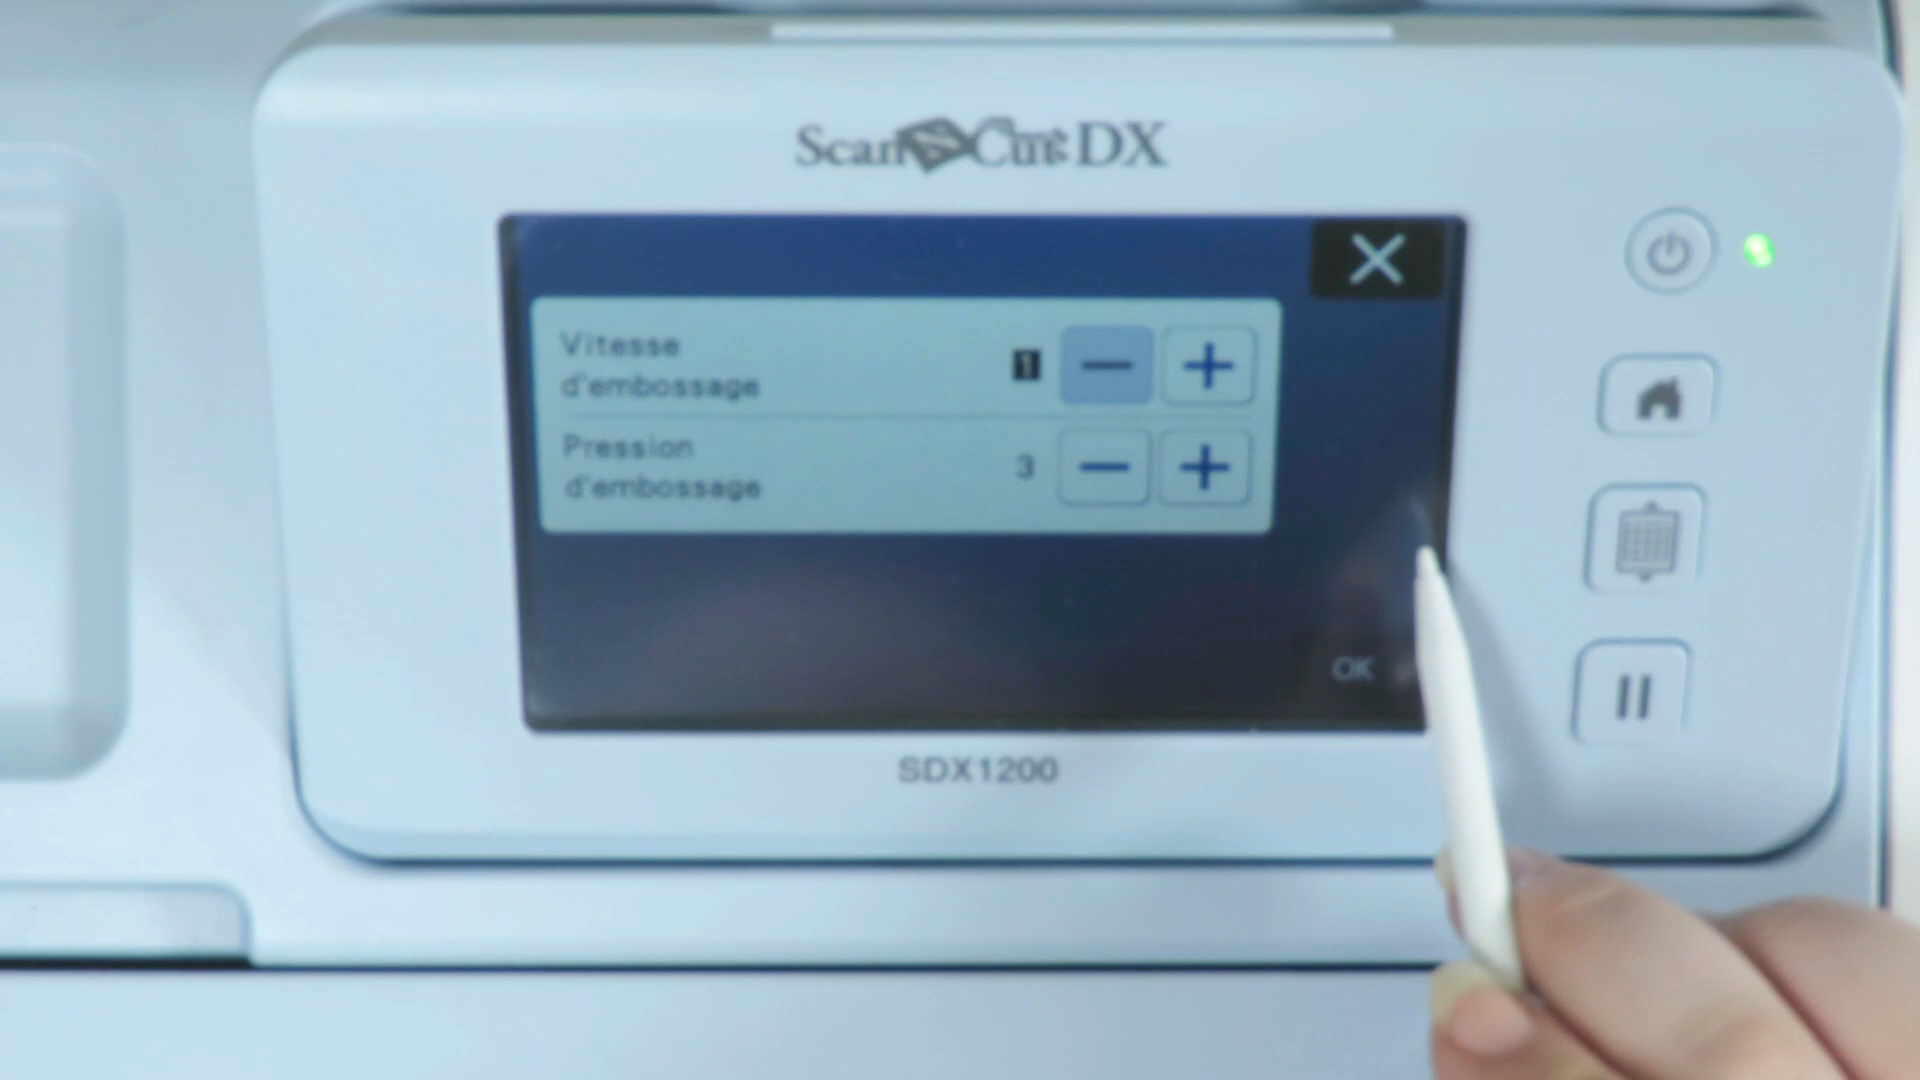 ScanNCut DX
Vitesse
d'embossage
1
Pression
d'embossage
3
OK
SDX1200